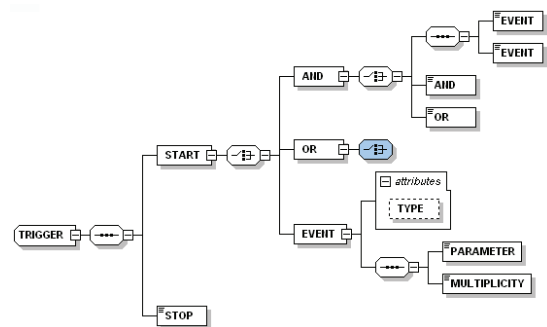 EVENT
EVENT
AND
AND
OR
START
OR
attributes
TYPE
TRIGGER
EVENT
PARAMETER
MULTIPLICITY
STOP